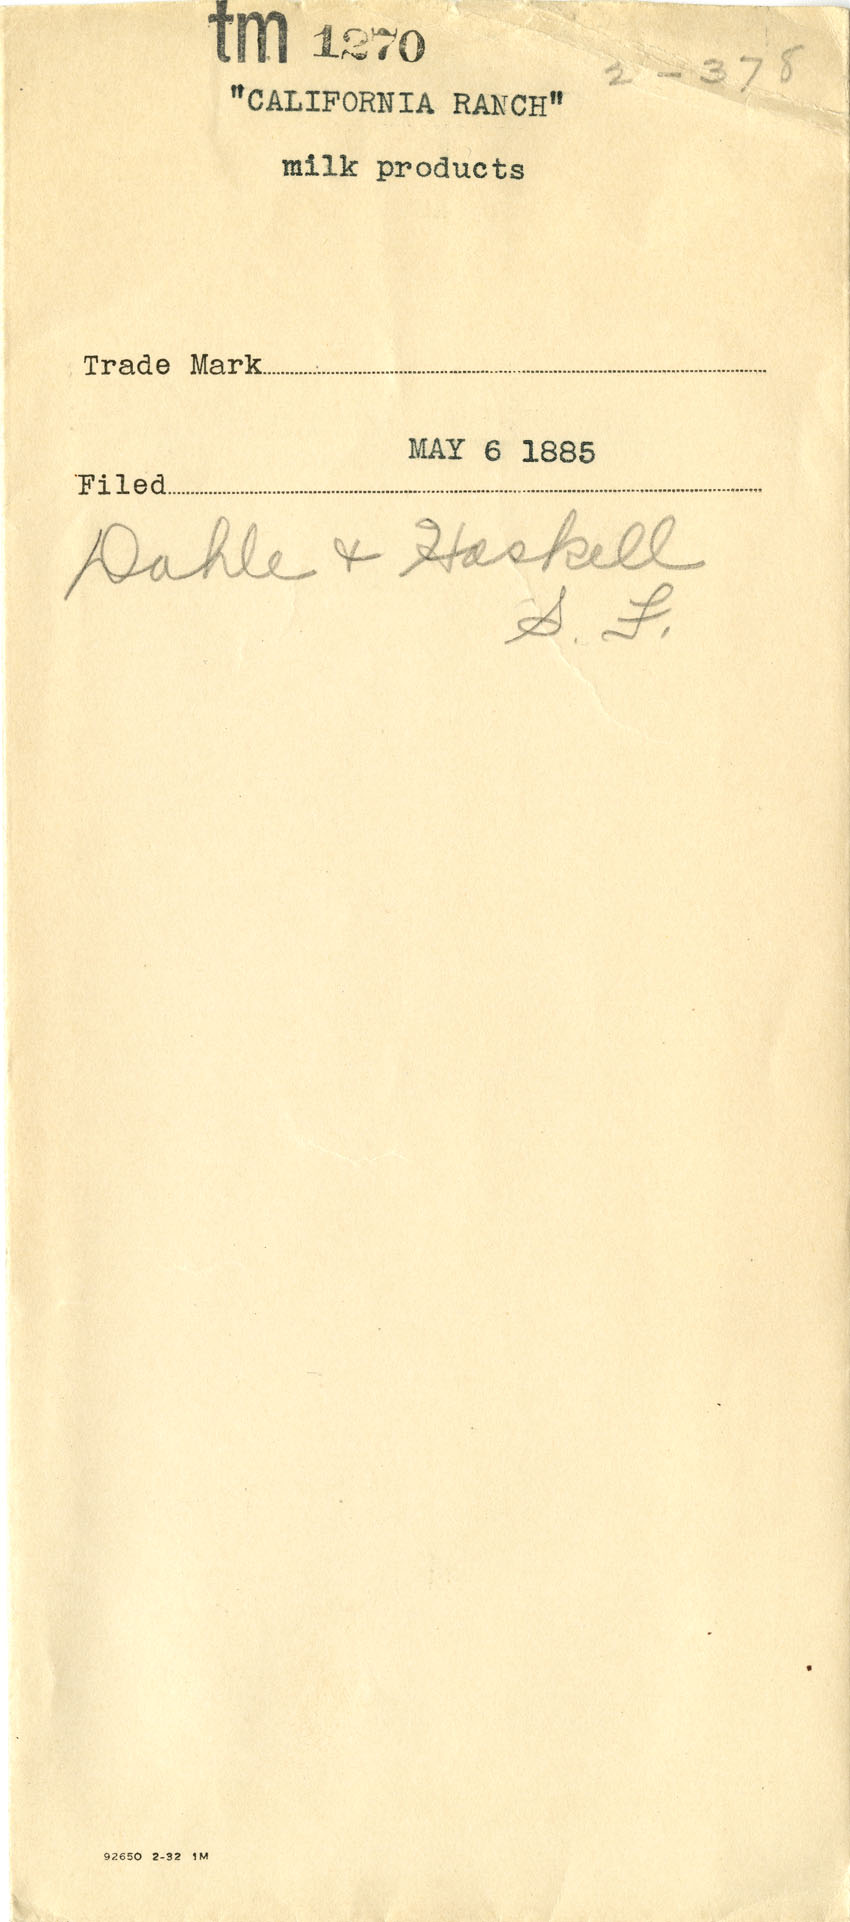 tm 1270
2-378
"CALIFORNIA RANCH"
milk products
Trade Mark
MAY 6 1885
Filed
Dahle & Haskell
S. F.
92650 2-32 1M